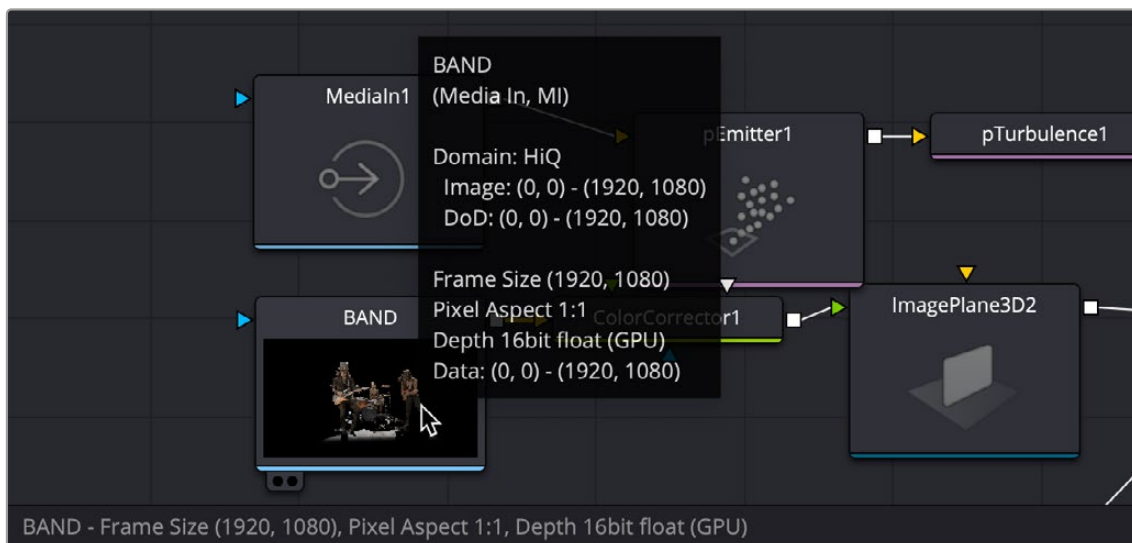 MediaIn1
BAND
(Media In, MI)
Domain: HiQ
Image: (0, 0) - (1920, 1080)
DoD: (0, 0) - (1920, 1080)
Frame Size (1920, 1080)
Pixel Aspect 1:1
Depth 16bit float (GPU)
Data: (0, 0) - (1920, 1080)
pEmitter1
pTurbulence1
BAND
ColorCorrector1
ImagePlane3D2
BAND - Frame Size (1920, 1080), Pixel Aspect 1:1, Depth 16bit float (GPU)